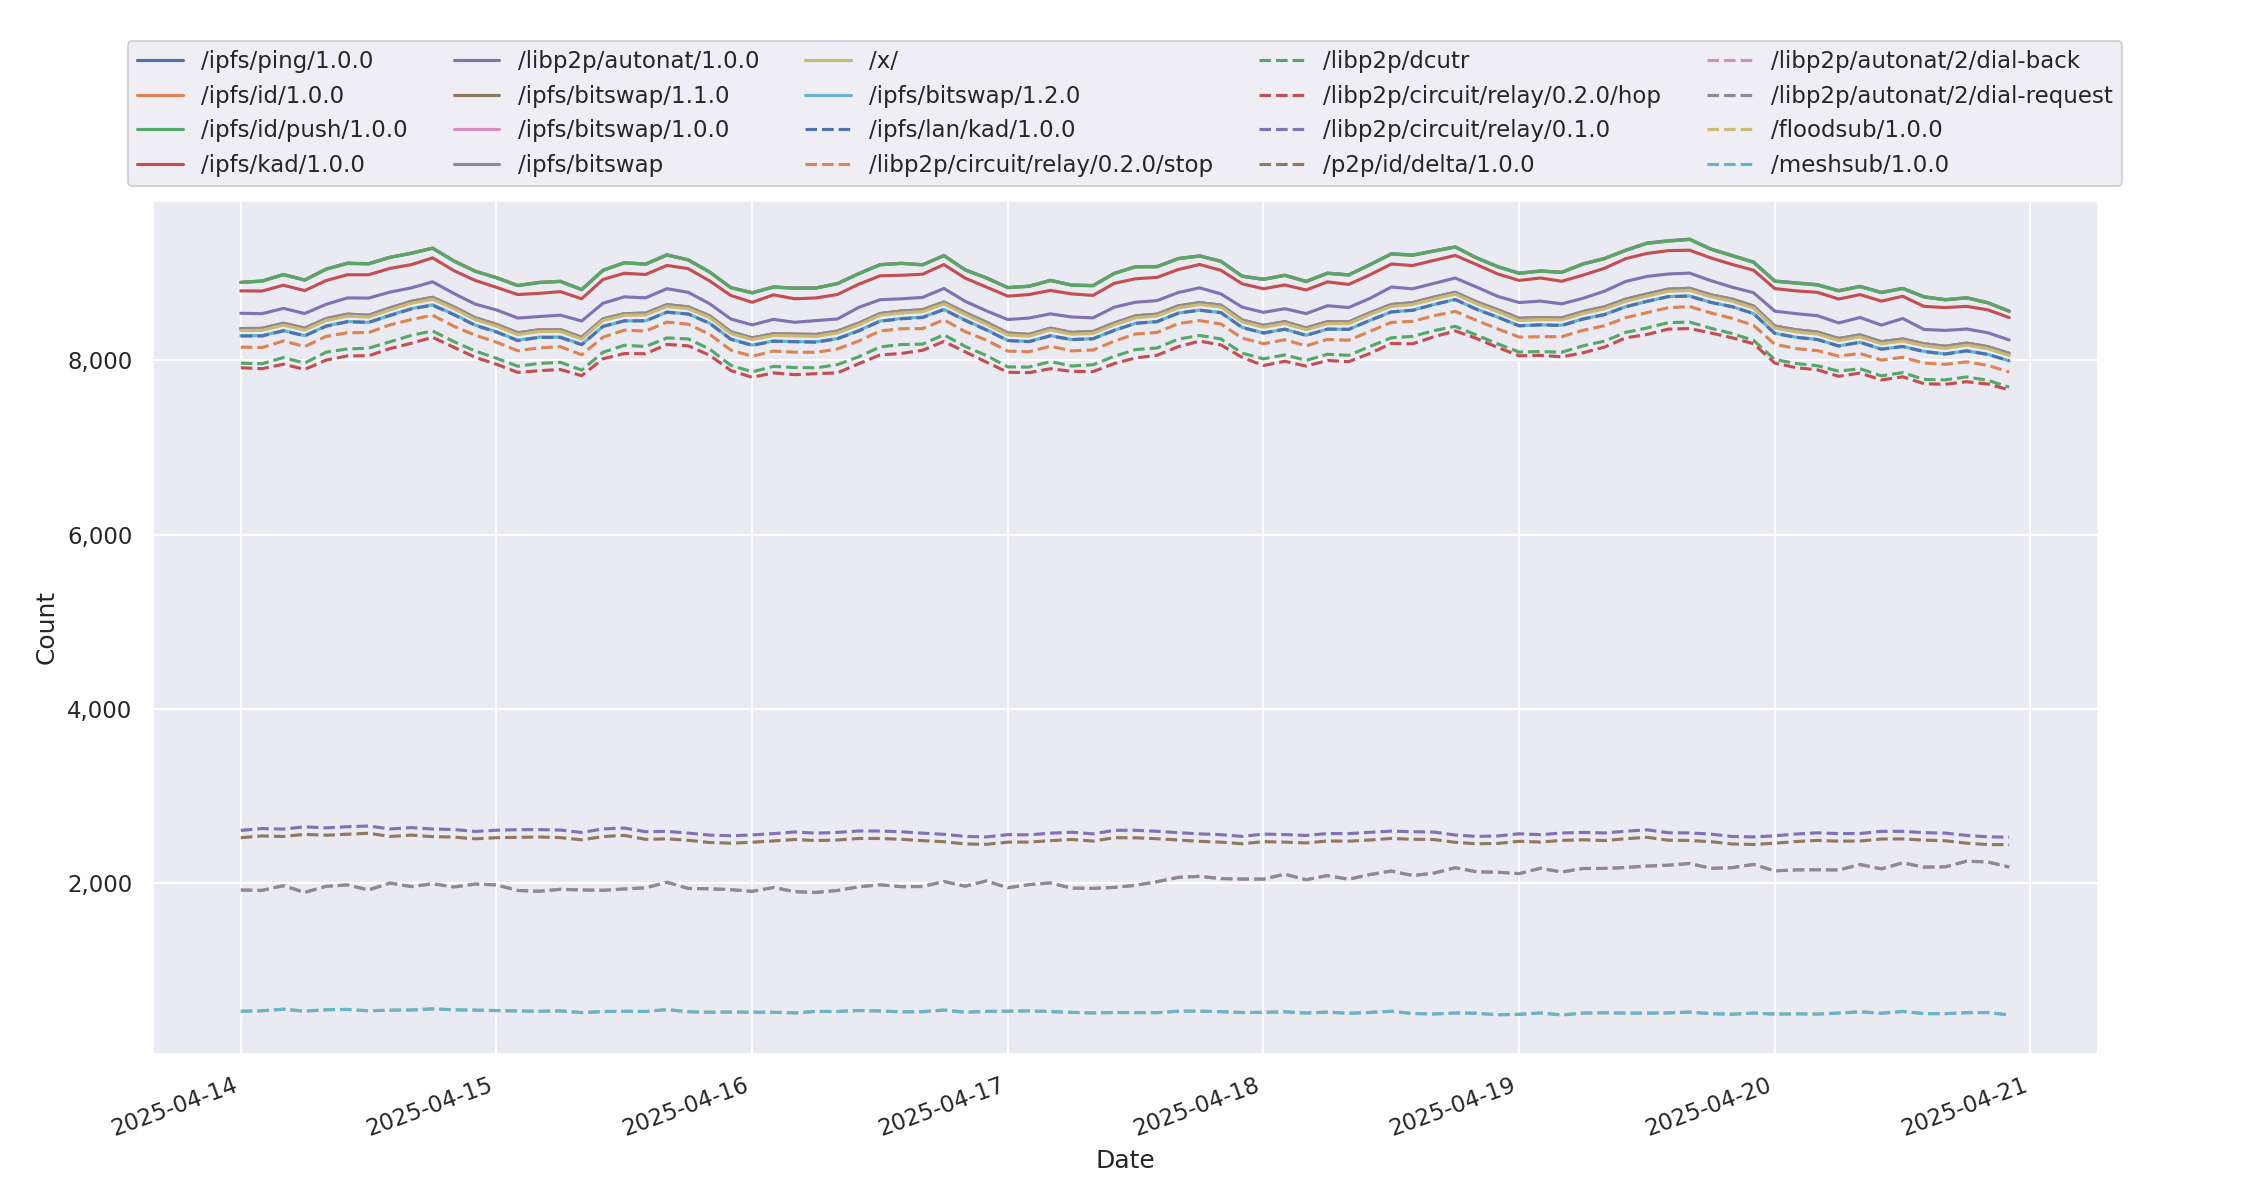 /ipfs/ping/1.0.0
/ipfs/id/1.0.0
/ipfs/id/push/1.0.0
/ipfs/kad/1.0.0
/libp2p/autonat/1.0.0
/ipfs/bitswap/1.1.0
/ipfs/bitswap/1.0.0
/ipfs/bitswap
/x/
/ipfs/bitswap/1.2.0
/ipfs/lan/kad/1.0.0
/libp2p/circuit/relay/0.2.0/stop
/libp2p/dcutr
/libp2p/circuit/relay/0.2.0/hop
/libp2p/circuit/relay/0.1.0
/p2p/id/delta/1.0.0
/libp2p/autonat/2/dial-back
/libp2p/autonat/2/dial-request
/floodsub/1.0.0
/meshsub/1.0.0
8,000
6,000
4,000
2,000
Count
2025-04-14
2025-04-15
2025-04-16
2025-04-17
2025-04-18
2025-04-19
2025-04-20
2025-04-21
Date